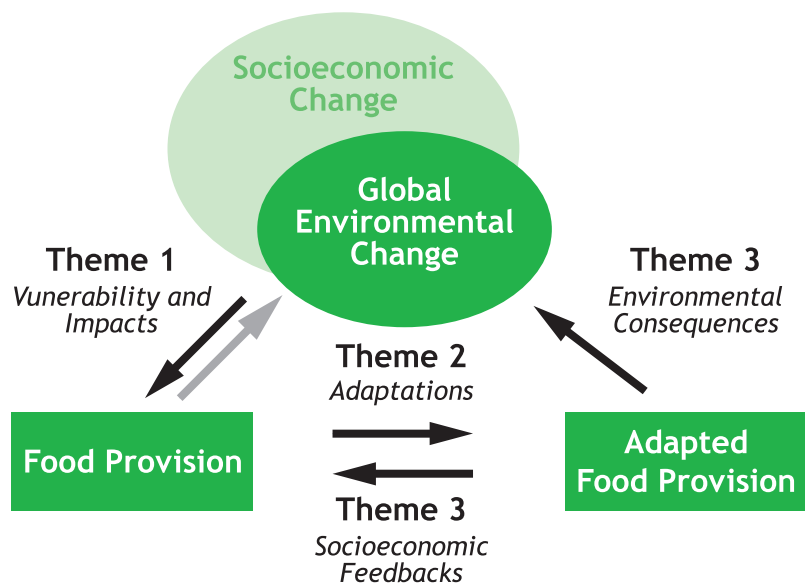 Socioeconomic
Change
Global
Environmental
Change
Theme 1
Vunerability and
Impacts
Theme 3
Environmental
Consequences
Theme 2
Adaptations
Food Provision
Adapted
Food Provision
Theme 3
Socioeconomic
Feedbacks